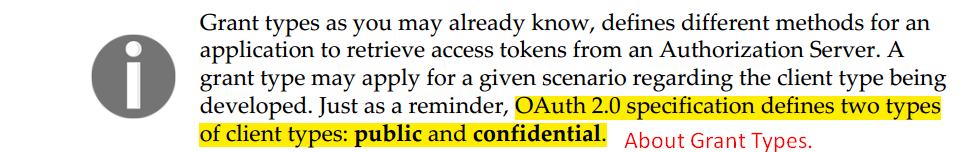 Grant types as you may already know, defines different methods for an
application to retrieve access tokens from an Authorization Server. A
grant type may apply for a given scenario regarding the client type being
developed. Just as a reminder, OAuth 2.0 specification defines two types
of client types: public and confidential. About Grant Types.